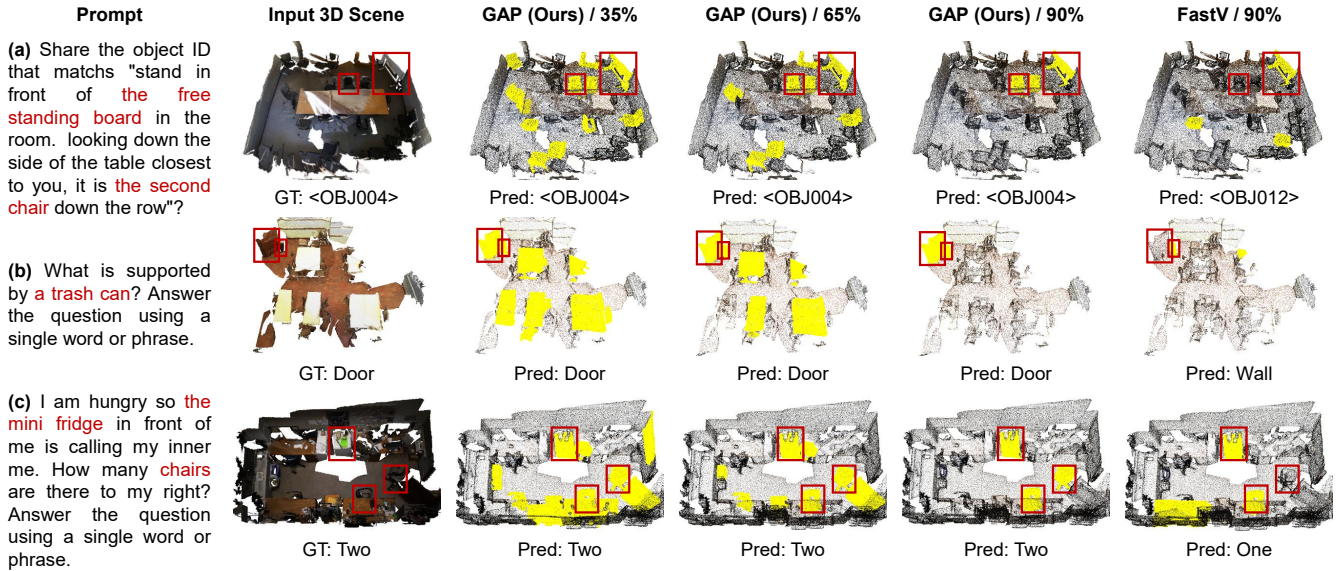 Prompt
Input 3D Scene
GAP (Ours) / 35%
GAP (Ours) / 65%
GAP (Ours) / 90%
FastV / 90%
(a) Share the object ID
that matchs "stand in
front of the free
standing board in the
room. looking down the
side of the table closest
to you, it is the second
chair down the row"?
GT: <OBJ004>
Pred: <OBJ004>
Pred: <OBJ004>
Pred: <OBJ004>
Pred: <OBJ012>
(b) What is supported
by a trash can? Answer
the question using a
single word or phrase.
GT: Door
Pred: Door
Pred: Door
Pred: Door
Pred: Wall
(c) I am hungry so the
mini fridge in front of
me is calling my inner
me. How many chairs
are there to my right?
Answer the question
using a single word or
phrase.
GT: Two
Pred: Two
Pred: Two
Pred: Two
Pred: One